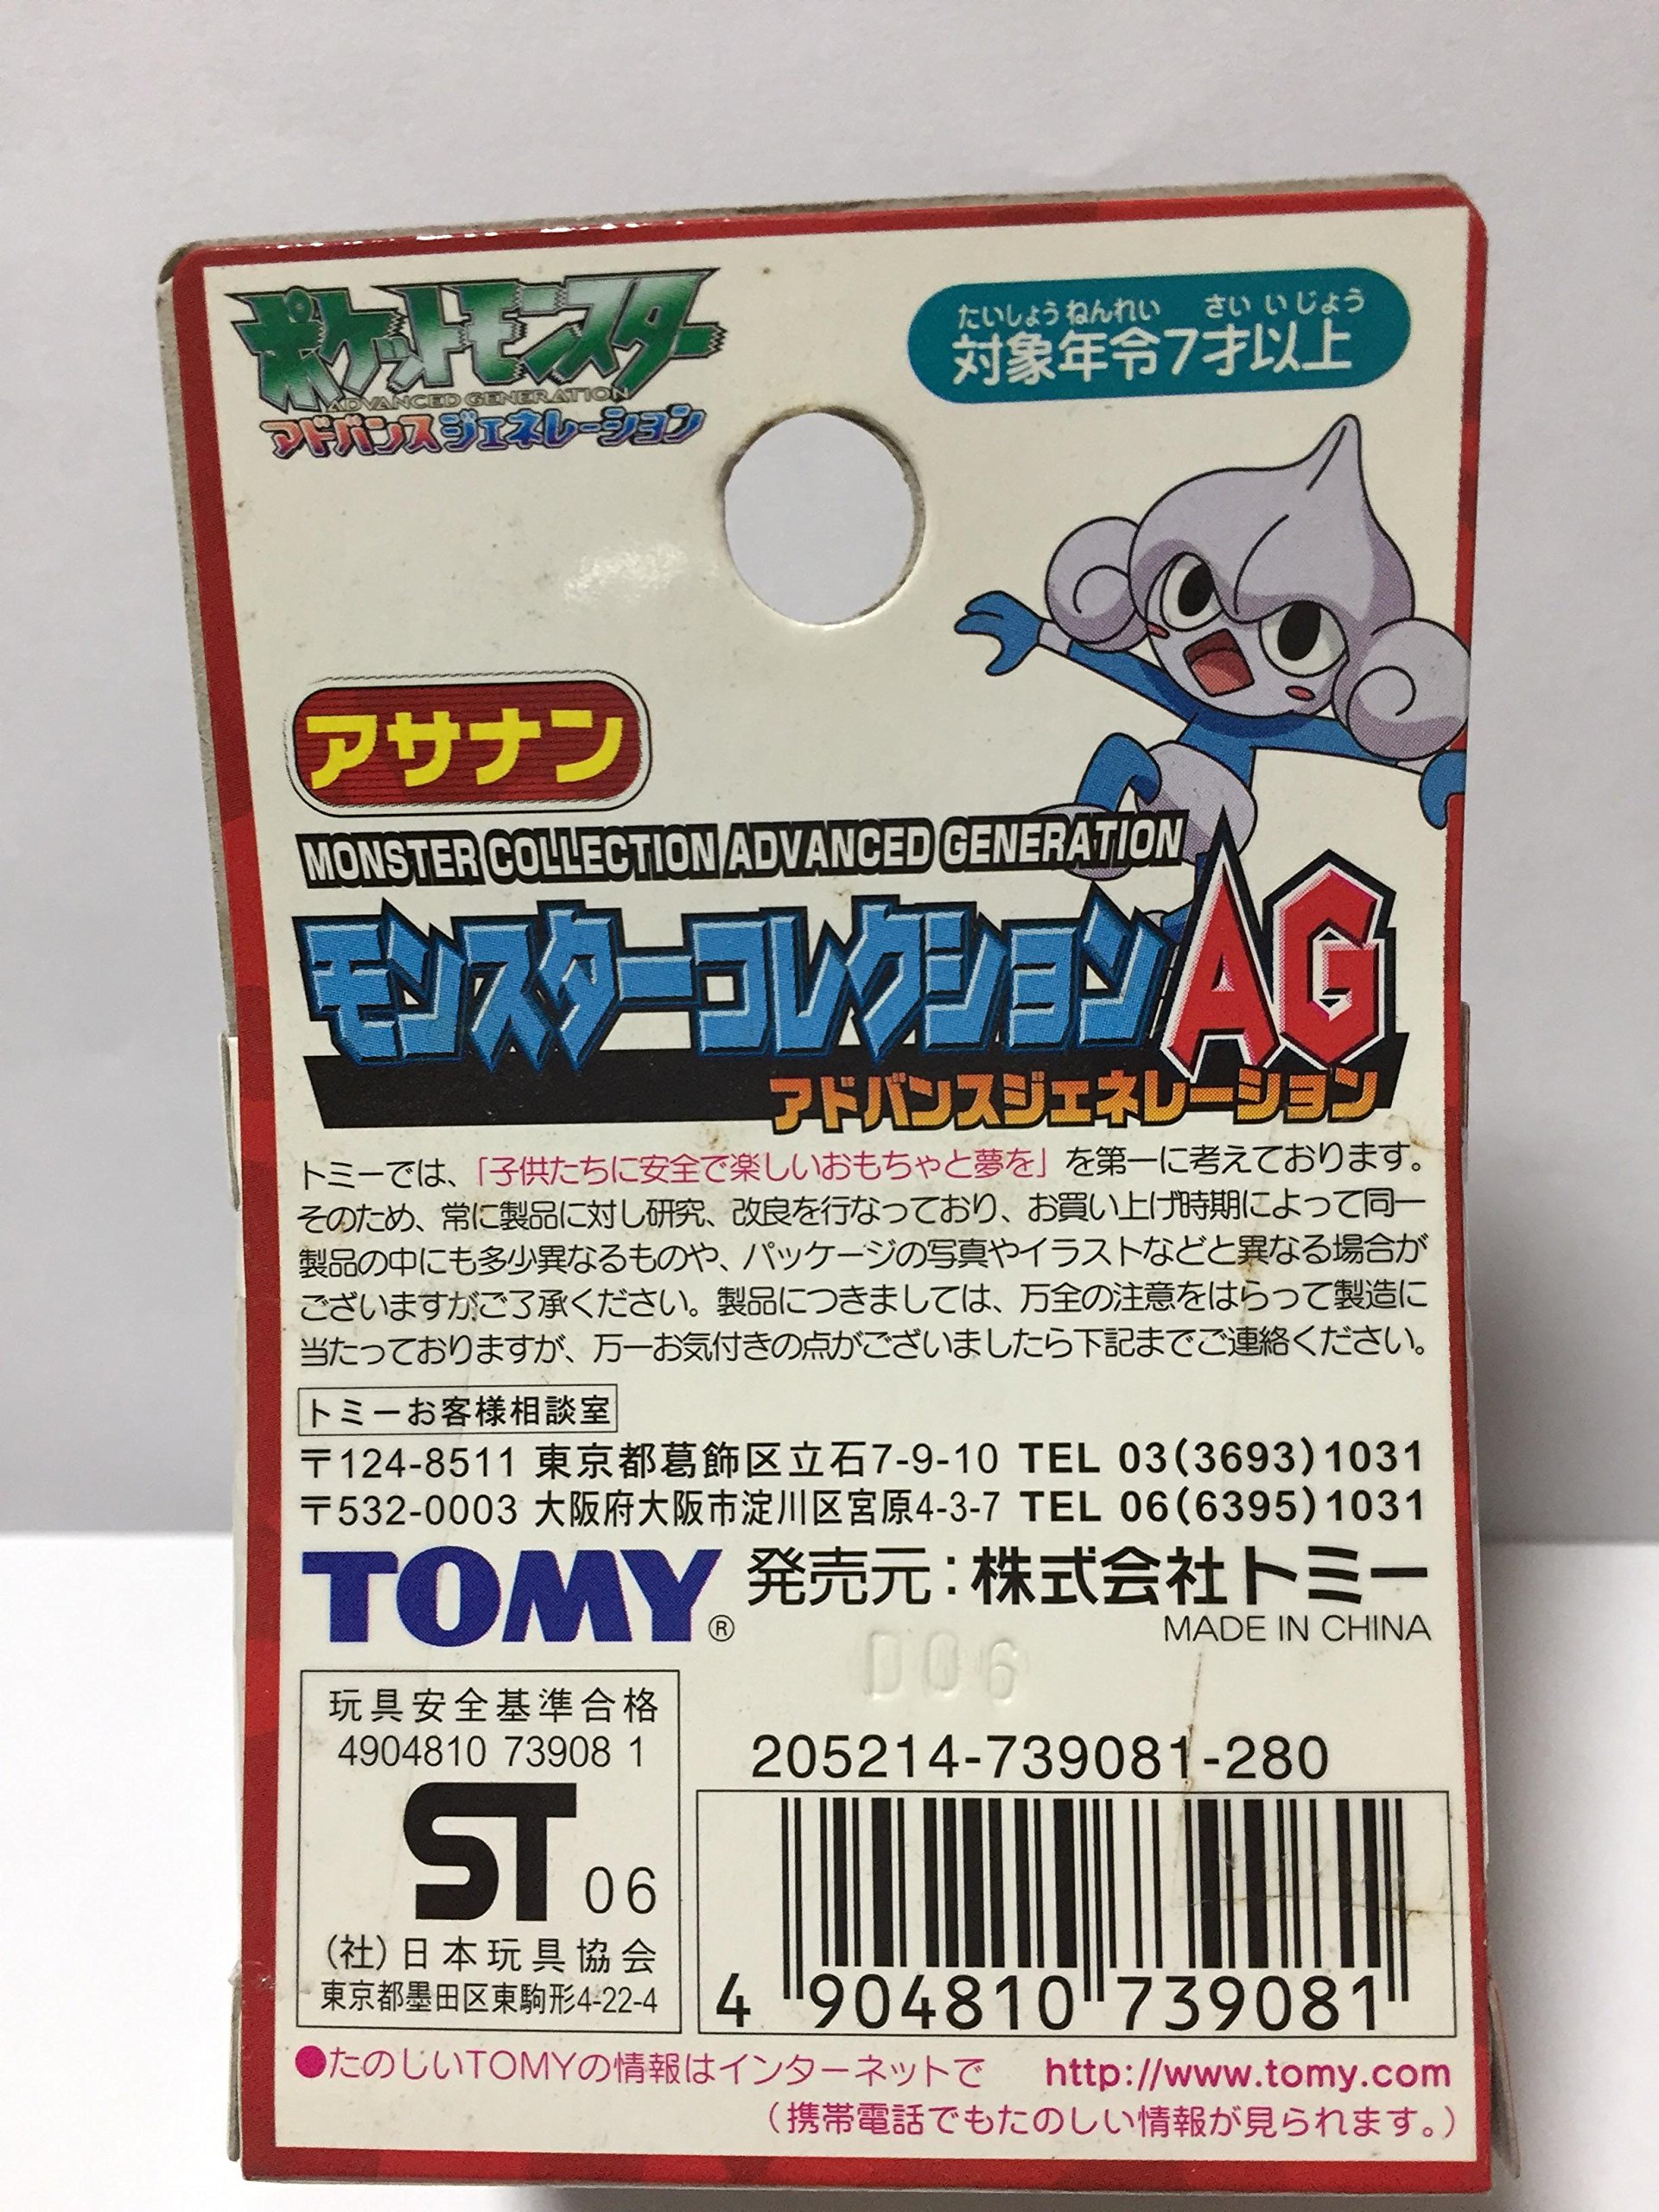 ポケットモンスター
ADVANCED GENERATION
アドバンスジェネレーション
たいしょうねんれい さいいじょう
対象年令7才以上
アサナン
MONSTER COLLECTION ADVANCED GENERATION
モンスターコレクションAG
アドバンスジェネレーション
トミーでは、「子供たちに安全で楽しいおもちゃと夢を」を第一に考えております。
そのため、常に製品に対し研究、改良を行なっており、お買い上げ時期によって同一
製品の中にも多少異なるものや、パッケージの写真やイラストなどと異なる場合が
ございますがご了承ください。製品につきましては、万全の注意をはらって製造に
当たっておりますが、万一お気付きの点がございましたら下記までご連絡ください。
トミーお客様相談室
〒124-8511 東京都葛飾区立石7-9-10 TEL 03(3693)1031
〒532-0003 大阪府大阪市淀川区宮原4-3-7 TEL 06(6395)1031
TOMY® 発売元:株式会社トミー
MADE IN CHINA
D06
玩具安全基準合格
4904810 73908 1
ST 06
(社)日本玩具協会
東京都墨田区東駒形4-22-4
205214-739081-280
4 904810 739081
●たのしいTOMYの情報はインターネットで http://www.tomy.com
(携帯電話でもたのしい情報が見られます。)